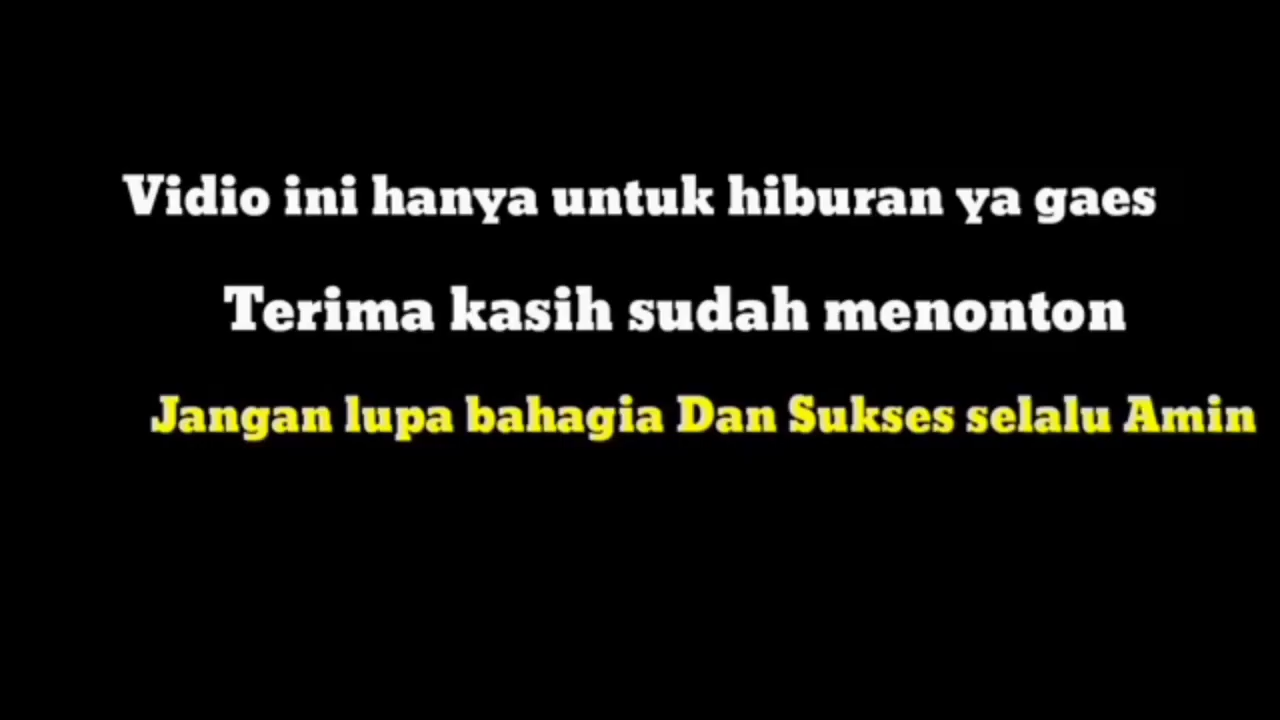 Vidio ini hanya untuk hiburan ya gaes
Terima kasih sudah menonton
Jangan lupa bahagia Dan Sukses selalu Amin